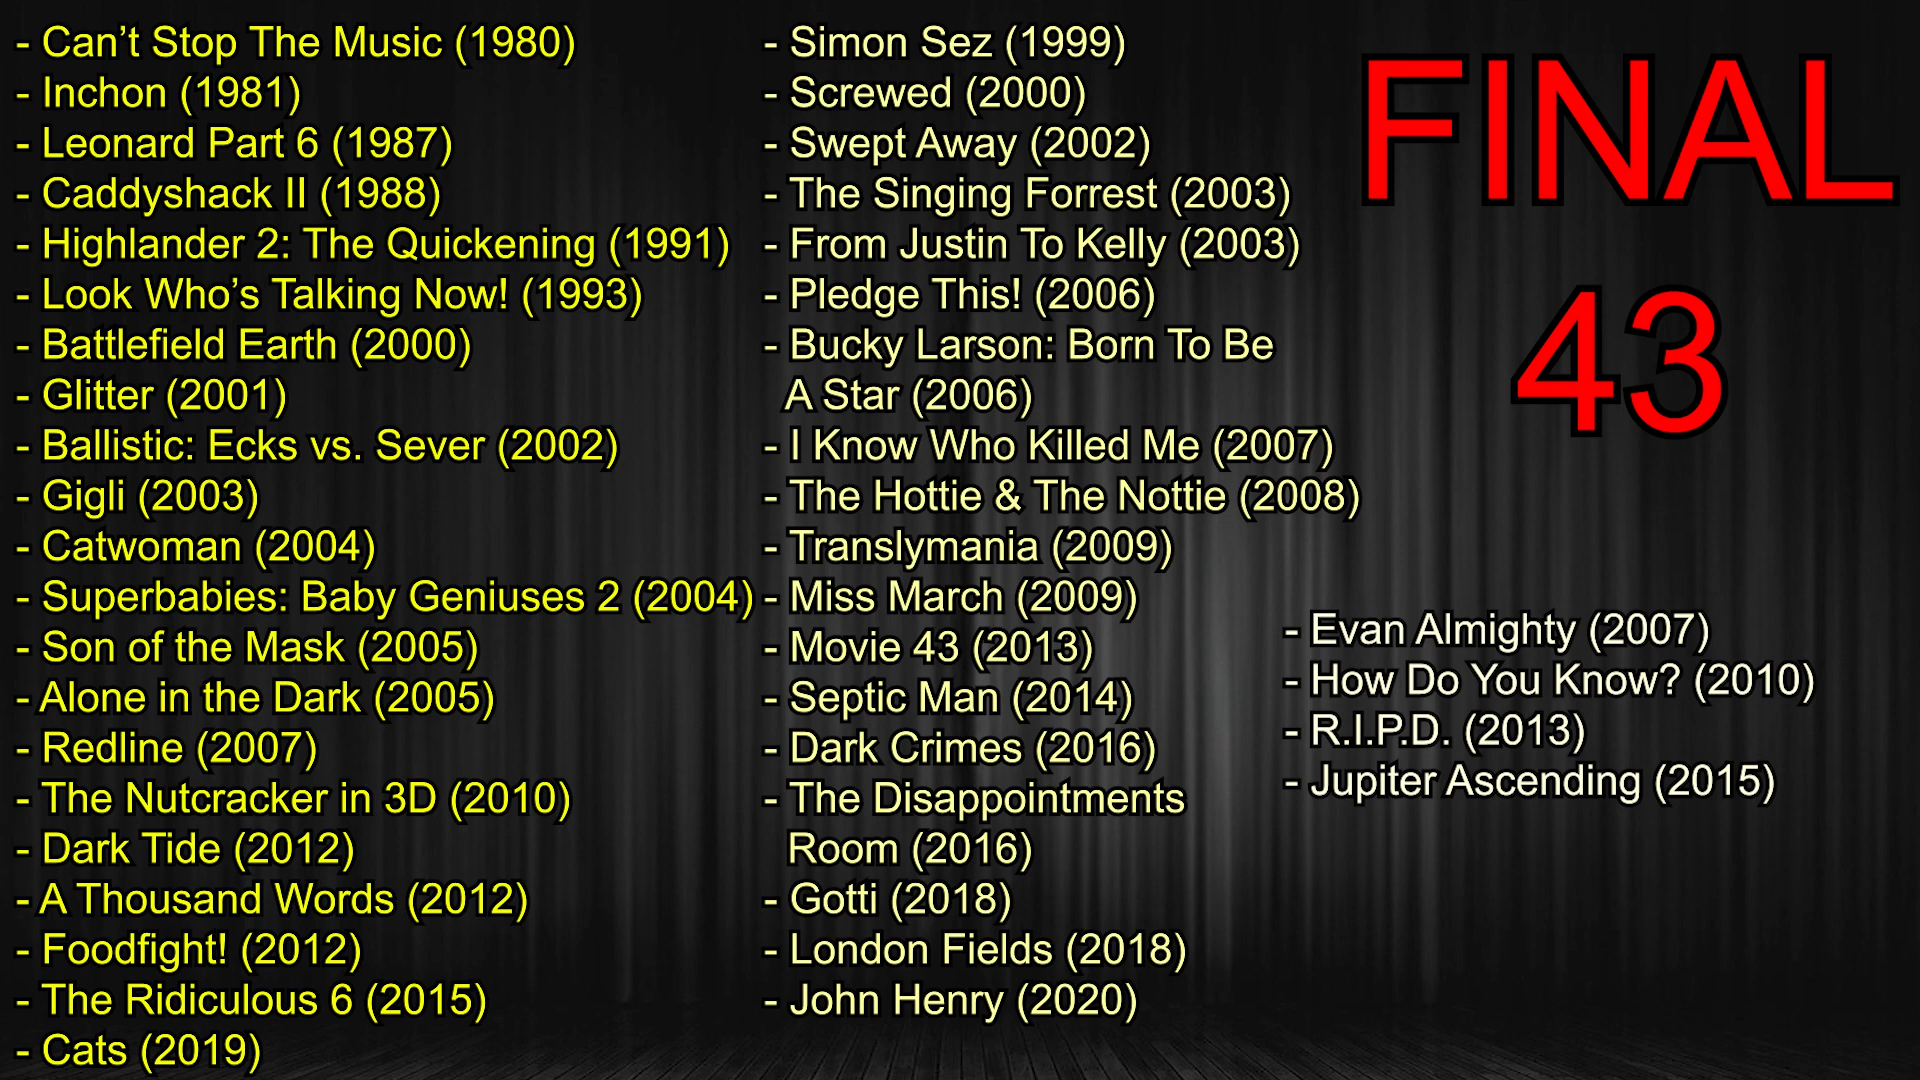 - Can’t Stop The Music (1980)
- Inchon (1981)
- Leonard Part 6 (1987)
- Caddyshack II (1988)
- Highlander 2: The Quickening (1991)
- Look Who’s Talking Now! (1993)
- Battlefield Earth (2000)
- Glitter (2001)
- Ballistic: Ecks vs. Sever (2002)
- Gigli (2003)
- Catwoman (2004)
- Superbabies: Baby Geniuses 2 (2004)
- Son of the Mask (2005)
- Alone in the Dark (2005)
- Redline (2007)
- The Nutcracker in 3D (2010)
- Dark Tide (2012)
- A Thousand Words (2012)
- Foodfight! (2012)
- The Ridiculous 6 (2015)
- Cats (2019)
- Simon Sez (1999)
- Screwed (2000)
- Swept Away (2002)
- The Singing Forrest (2003)
- From Justin To Kelly (2003)
- Pledge This! (2006)
- Bucky Larson: Born To Be
A Star (2006)
- I Know Who Killed Me (2007)
- The Hottie & The Nottie (2008)
- Translymania (2009)
- Miss March (2009)
- Movie 43 (2013)
- Septic Man (2014)
- Dark Crimes (2016)
- The Disappointments
Room (2016)
- Gotti (2018)
- London Fields (2018)
- John Henry (2020)
FINAL
43
- Evan Almighty (2007)
- How Do You Know? (2010)
- R.I.P.D. (2013)
- Jupiter Ascending (2015)